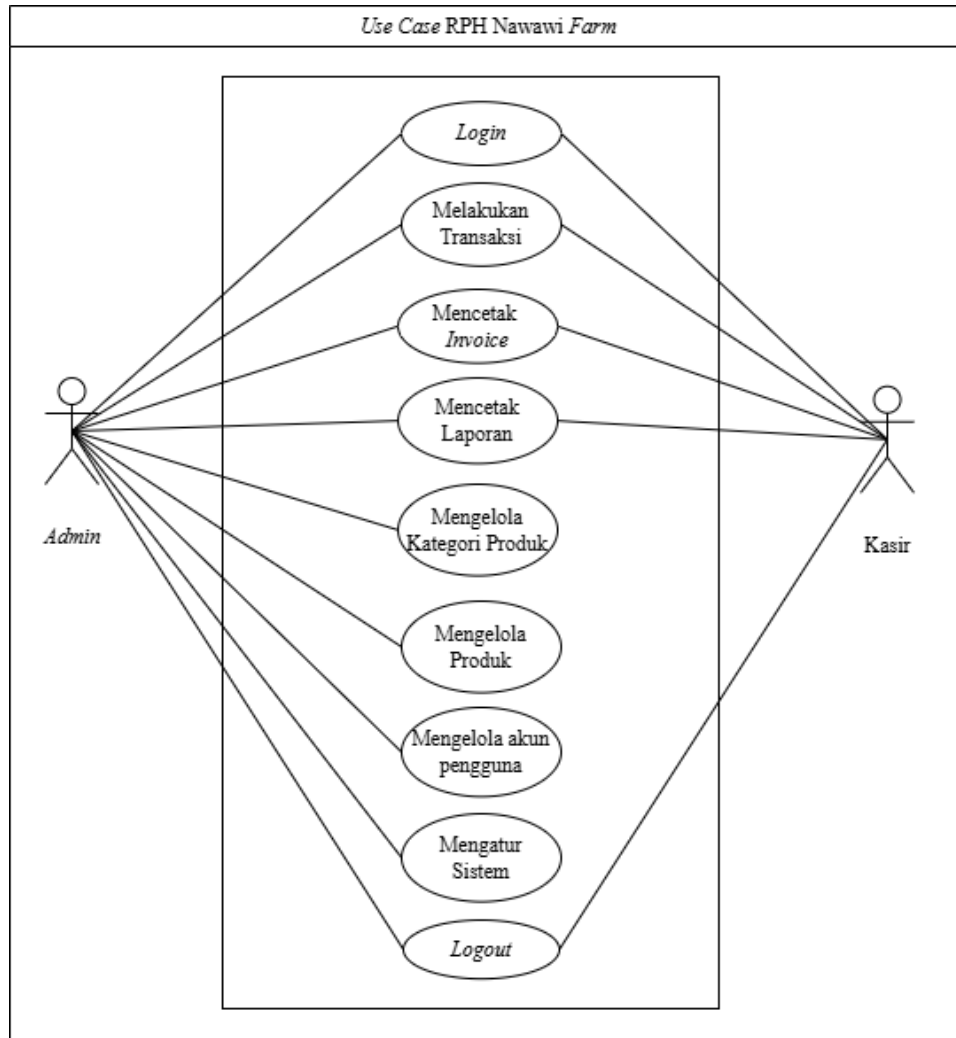 Use Case RPH Nawawi Farm
Login
Melakukan
Transaksi
Mencetak
Invoice
Mencetak
Laporan
Admin
Kasir
Mengelola
Kategori Produk
Mengelola
Produk
Mengelola akun
pengguna
Mengatur
Sistem
Logout